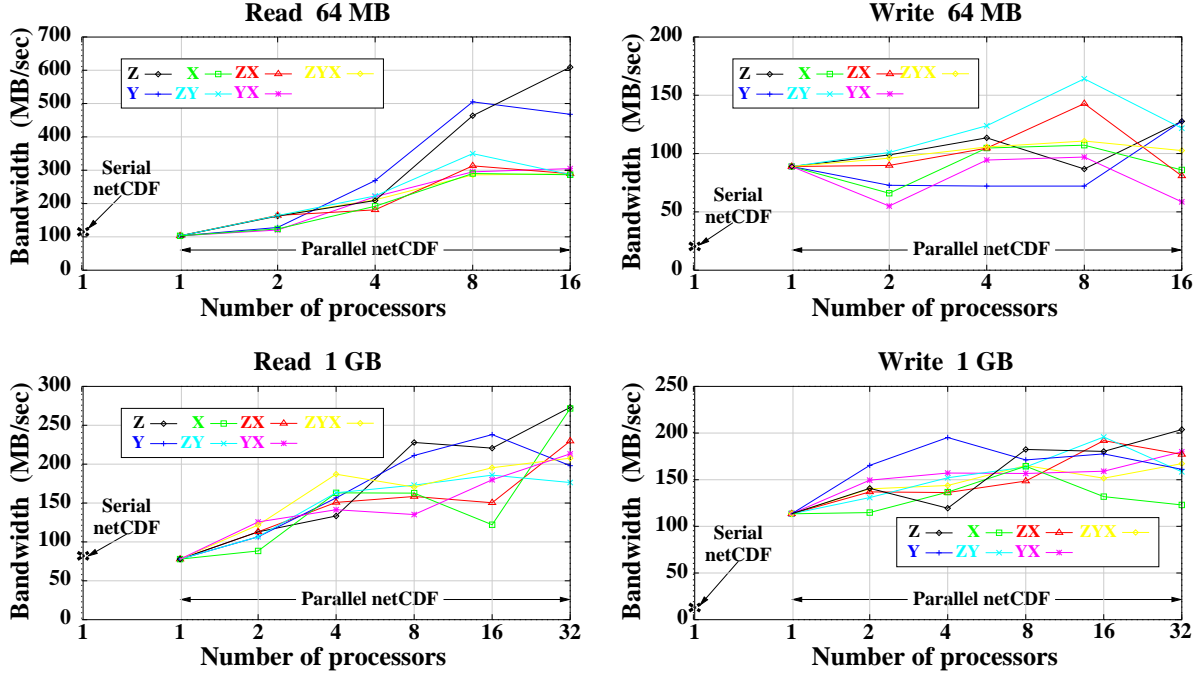 Read 64 MB
Bandwidth (MB/sec)
700
600
500
400
300
200
100
0
Z X ZX ZYX
Y ZY YX
Serial
netCDF
Parallel netCDF
1 1 2 4 8 16
Number of processors
Write 64 MB
Bandwidth (MB/sec)
200
150
100
50
0
Z X ZX ZYX
Y ZY YX
Serial
netCDF
Parallel netCDF
1 1 2 4 8 16
Number of processors
Read 1 GB
Bandwidth (MB/sec)
300
250
200
150
100
50
0
Z X ZX ZYX
Y ZY YX
Serial
netCDF
Parallel netCDF
1 1 2 4 8 16 32
Number of processors
Write 1 GB
Bandwidth (MB/sec)
250
200
150
100
50
0
Z X ZX ZYX
Y ZY YX
Serial
netCDF
Parallel netCDF
1 1 2 4 8 16 32
Number of processors